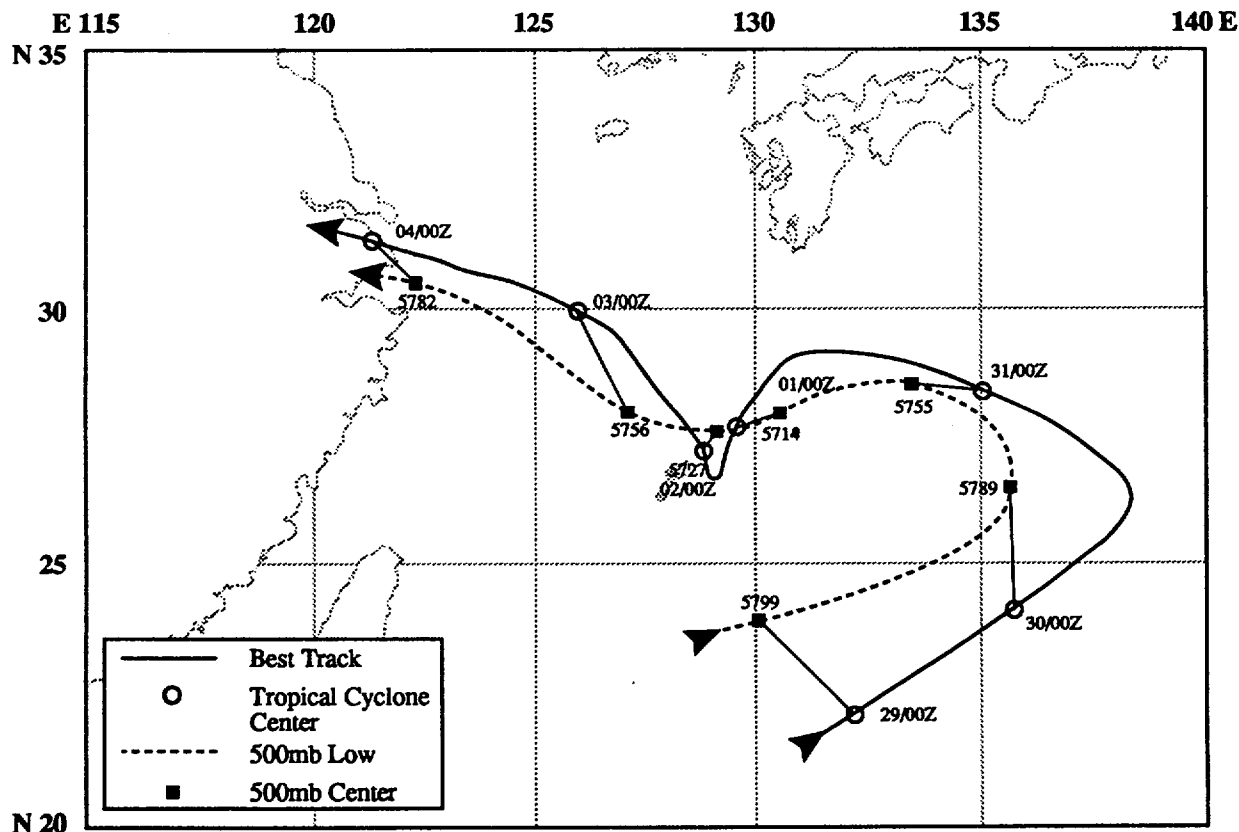 E 115 120 125 130 135 140 E
N 35
04/00Z
5782
03/00Z
30
31/00Z
01/00Z
5755
5756
5714
5727
02/00Z
5789
25
5799
30/00Z
29/00Z
Best Track
Tropical Cyclone
Center
500mb Low
500mb Center
N 20